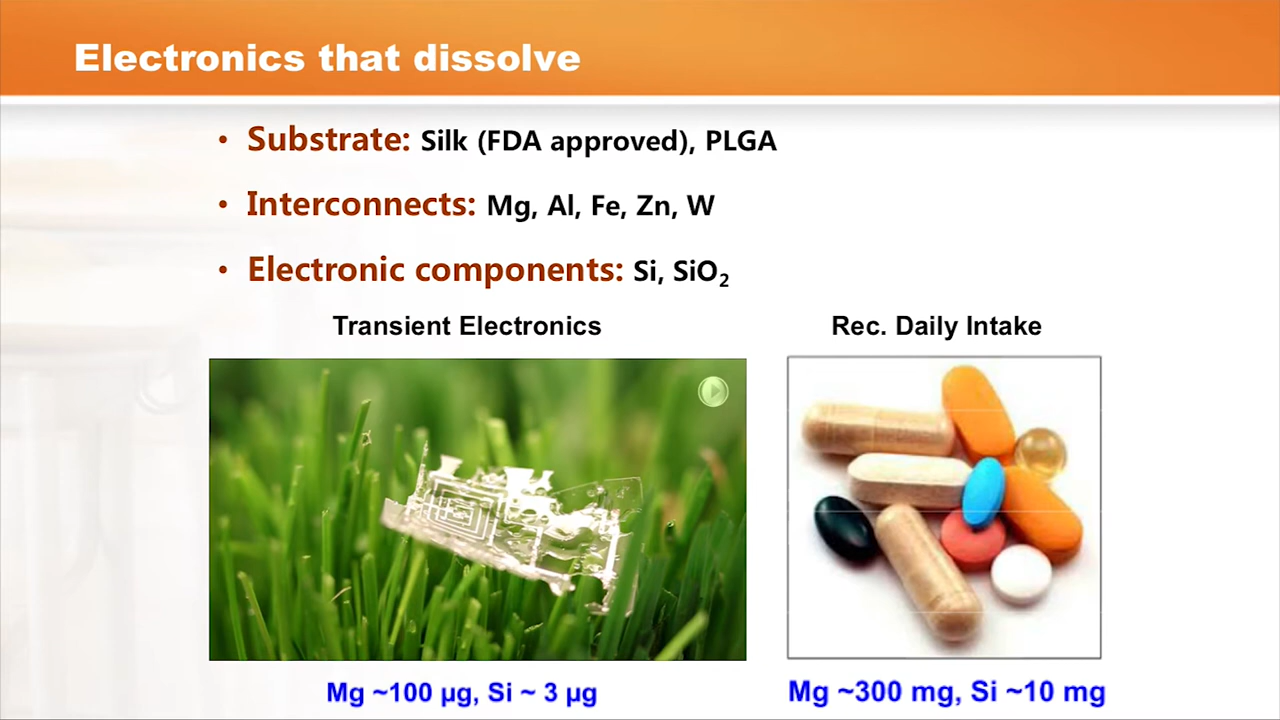 Electronics that dissolve
• Substrate: Silk (FDA approved), PLGA
• Interconnects: Mg, Al, Fe, Zn, W
• Electronic components: Si, SiO₂
Transient Electronics
Rec. Daily Intake
Mg ~100 µg, Si ~ 3 µg
Mg ~300 mg, Si ~10 mg